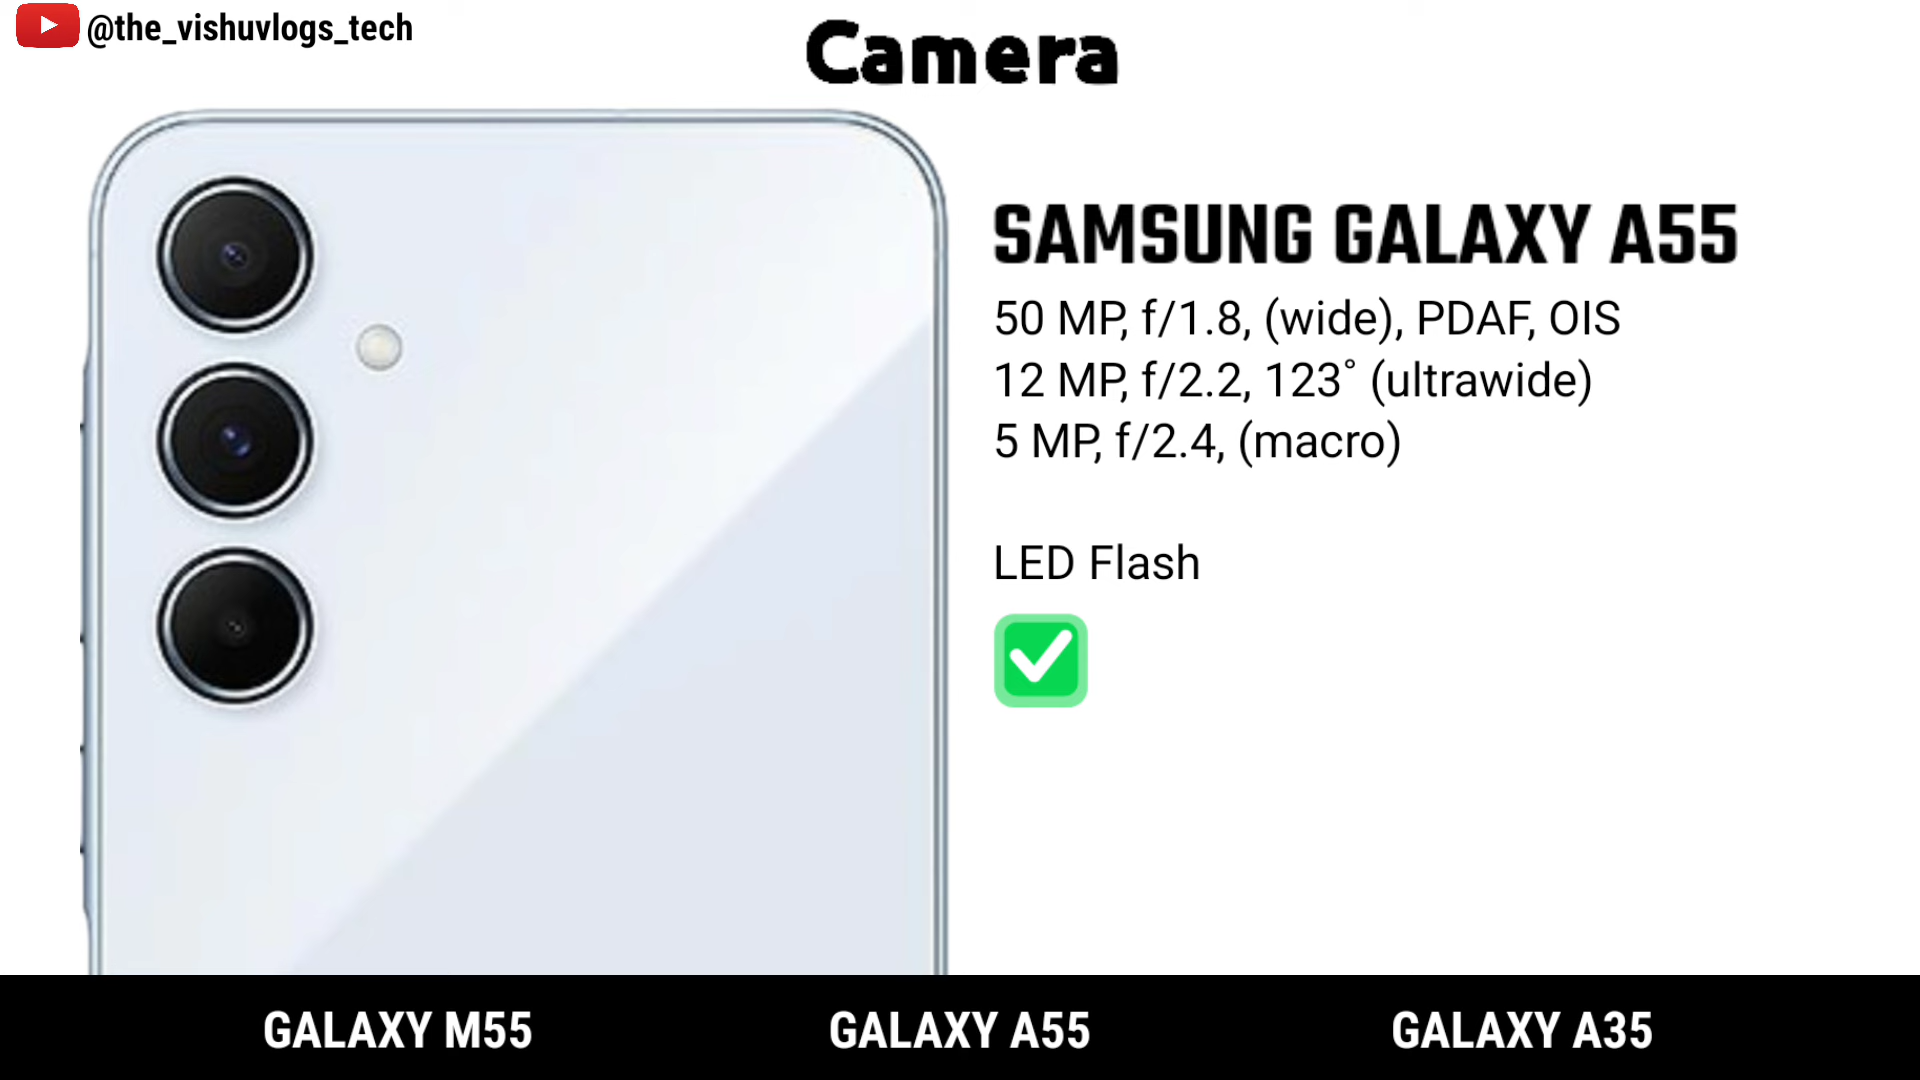 @the_vishuvlogs_tech
Camera
SAMSUNG GALAXY A55
50 MP, f/1.8, (wide), PDAF, OIS
12 MP, f/2.2, 123˚ (ultrawide)
5 MP, f/2.4, (macro)
LED Flash
GALAXY M55
GALAXY A55
GALAXY A35